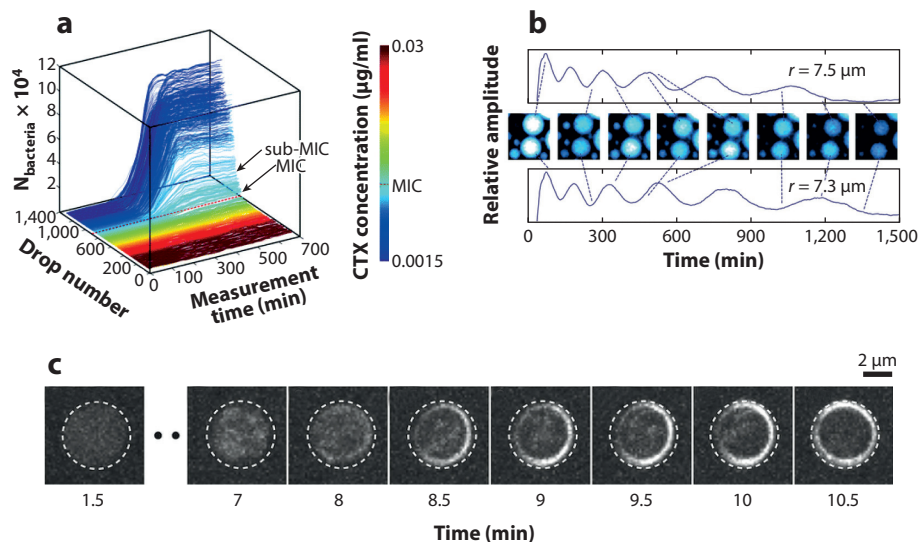 a
N bacteria × 10⁴
12
10
8
6
4
2
1,400
1,000
600
200
0
Drop number
0
100
300
500
700
Measurement
time (min)
sub-MIC
MIC
CTX concentration (µg/ml)
0.03
MIC
0.0015
b
Relative amplitude
r = 7.5 µm
r = 7.3 µm
0
300
600
900
1,200
1,500
Time (min)
c
2 µm
1.5
7
8
8.5
9
9.5
10
10.5
Time (min)